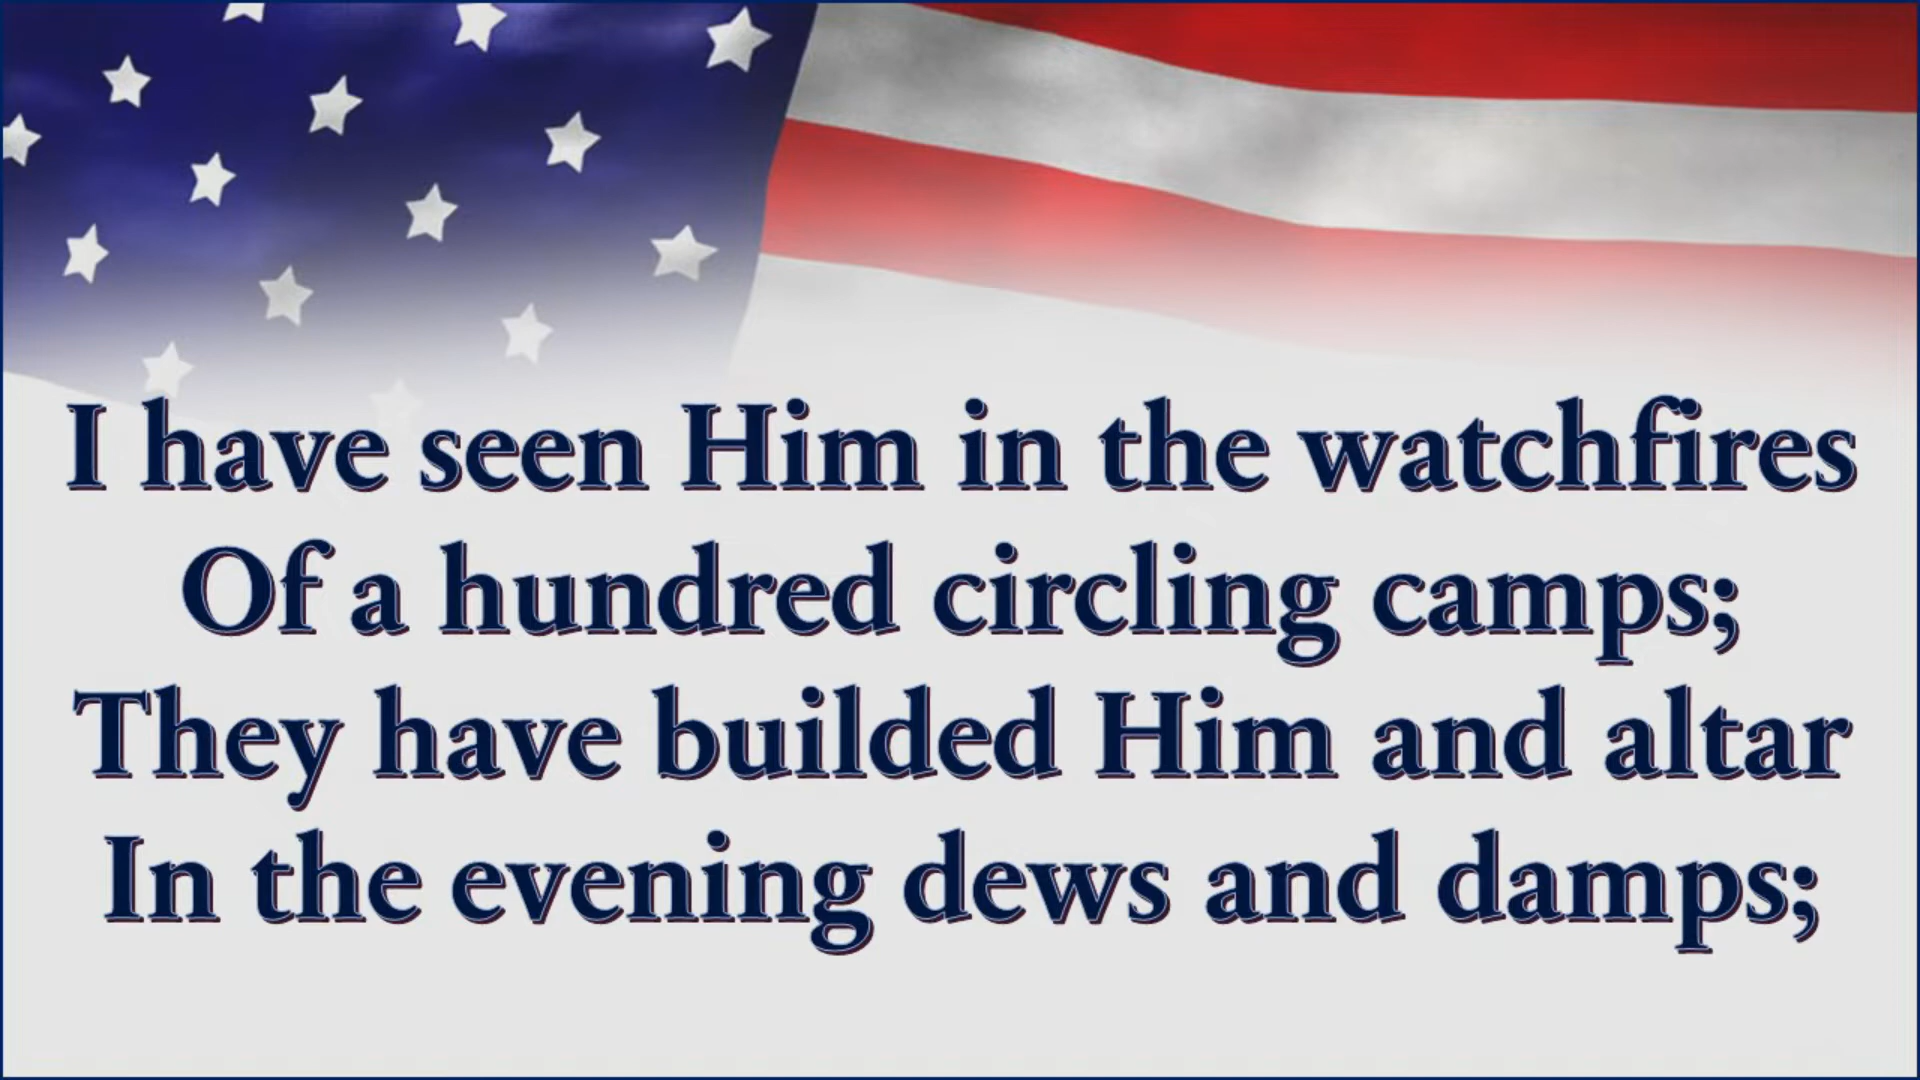 I have seen Him in the watchfires
Of a hundred circling camps;
They have builded Him and altar
In the evening dews and damps;